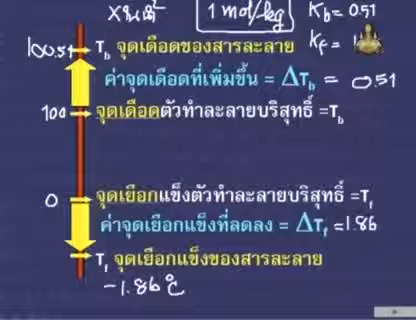 1 mol/kg Kb = 0.51
Kf =
100.51 Tb จุดเดือดของสารละลาย
ค่าจุดเดือดที่เพิ่มขึ้น = ΔTb = 0.51
100 จุดเดือดตัวทำละลายบริสุทธิ์ =Tb
0 จุดเยือกแข็งตัวทำละลายบริสุทธิ์ =Tf
ค่าจุดเยือกแข็งที่ลดลง = ΔTf =1.86
Tf จุดเยือกแข็งของสารละลาย
-1.86°C